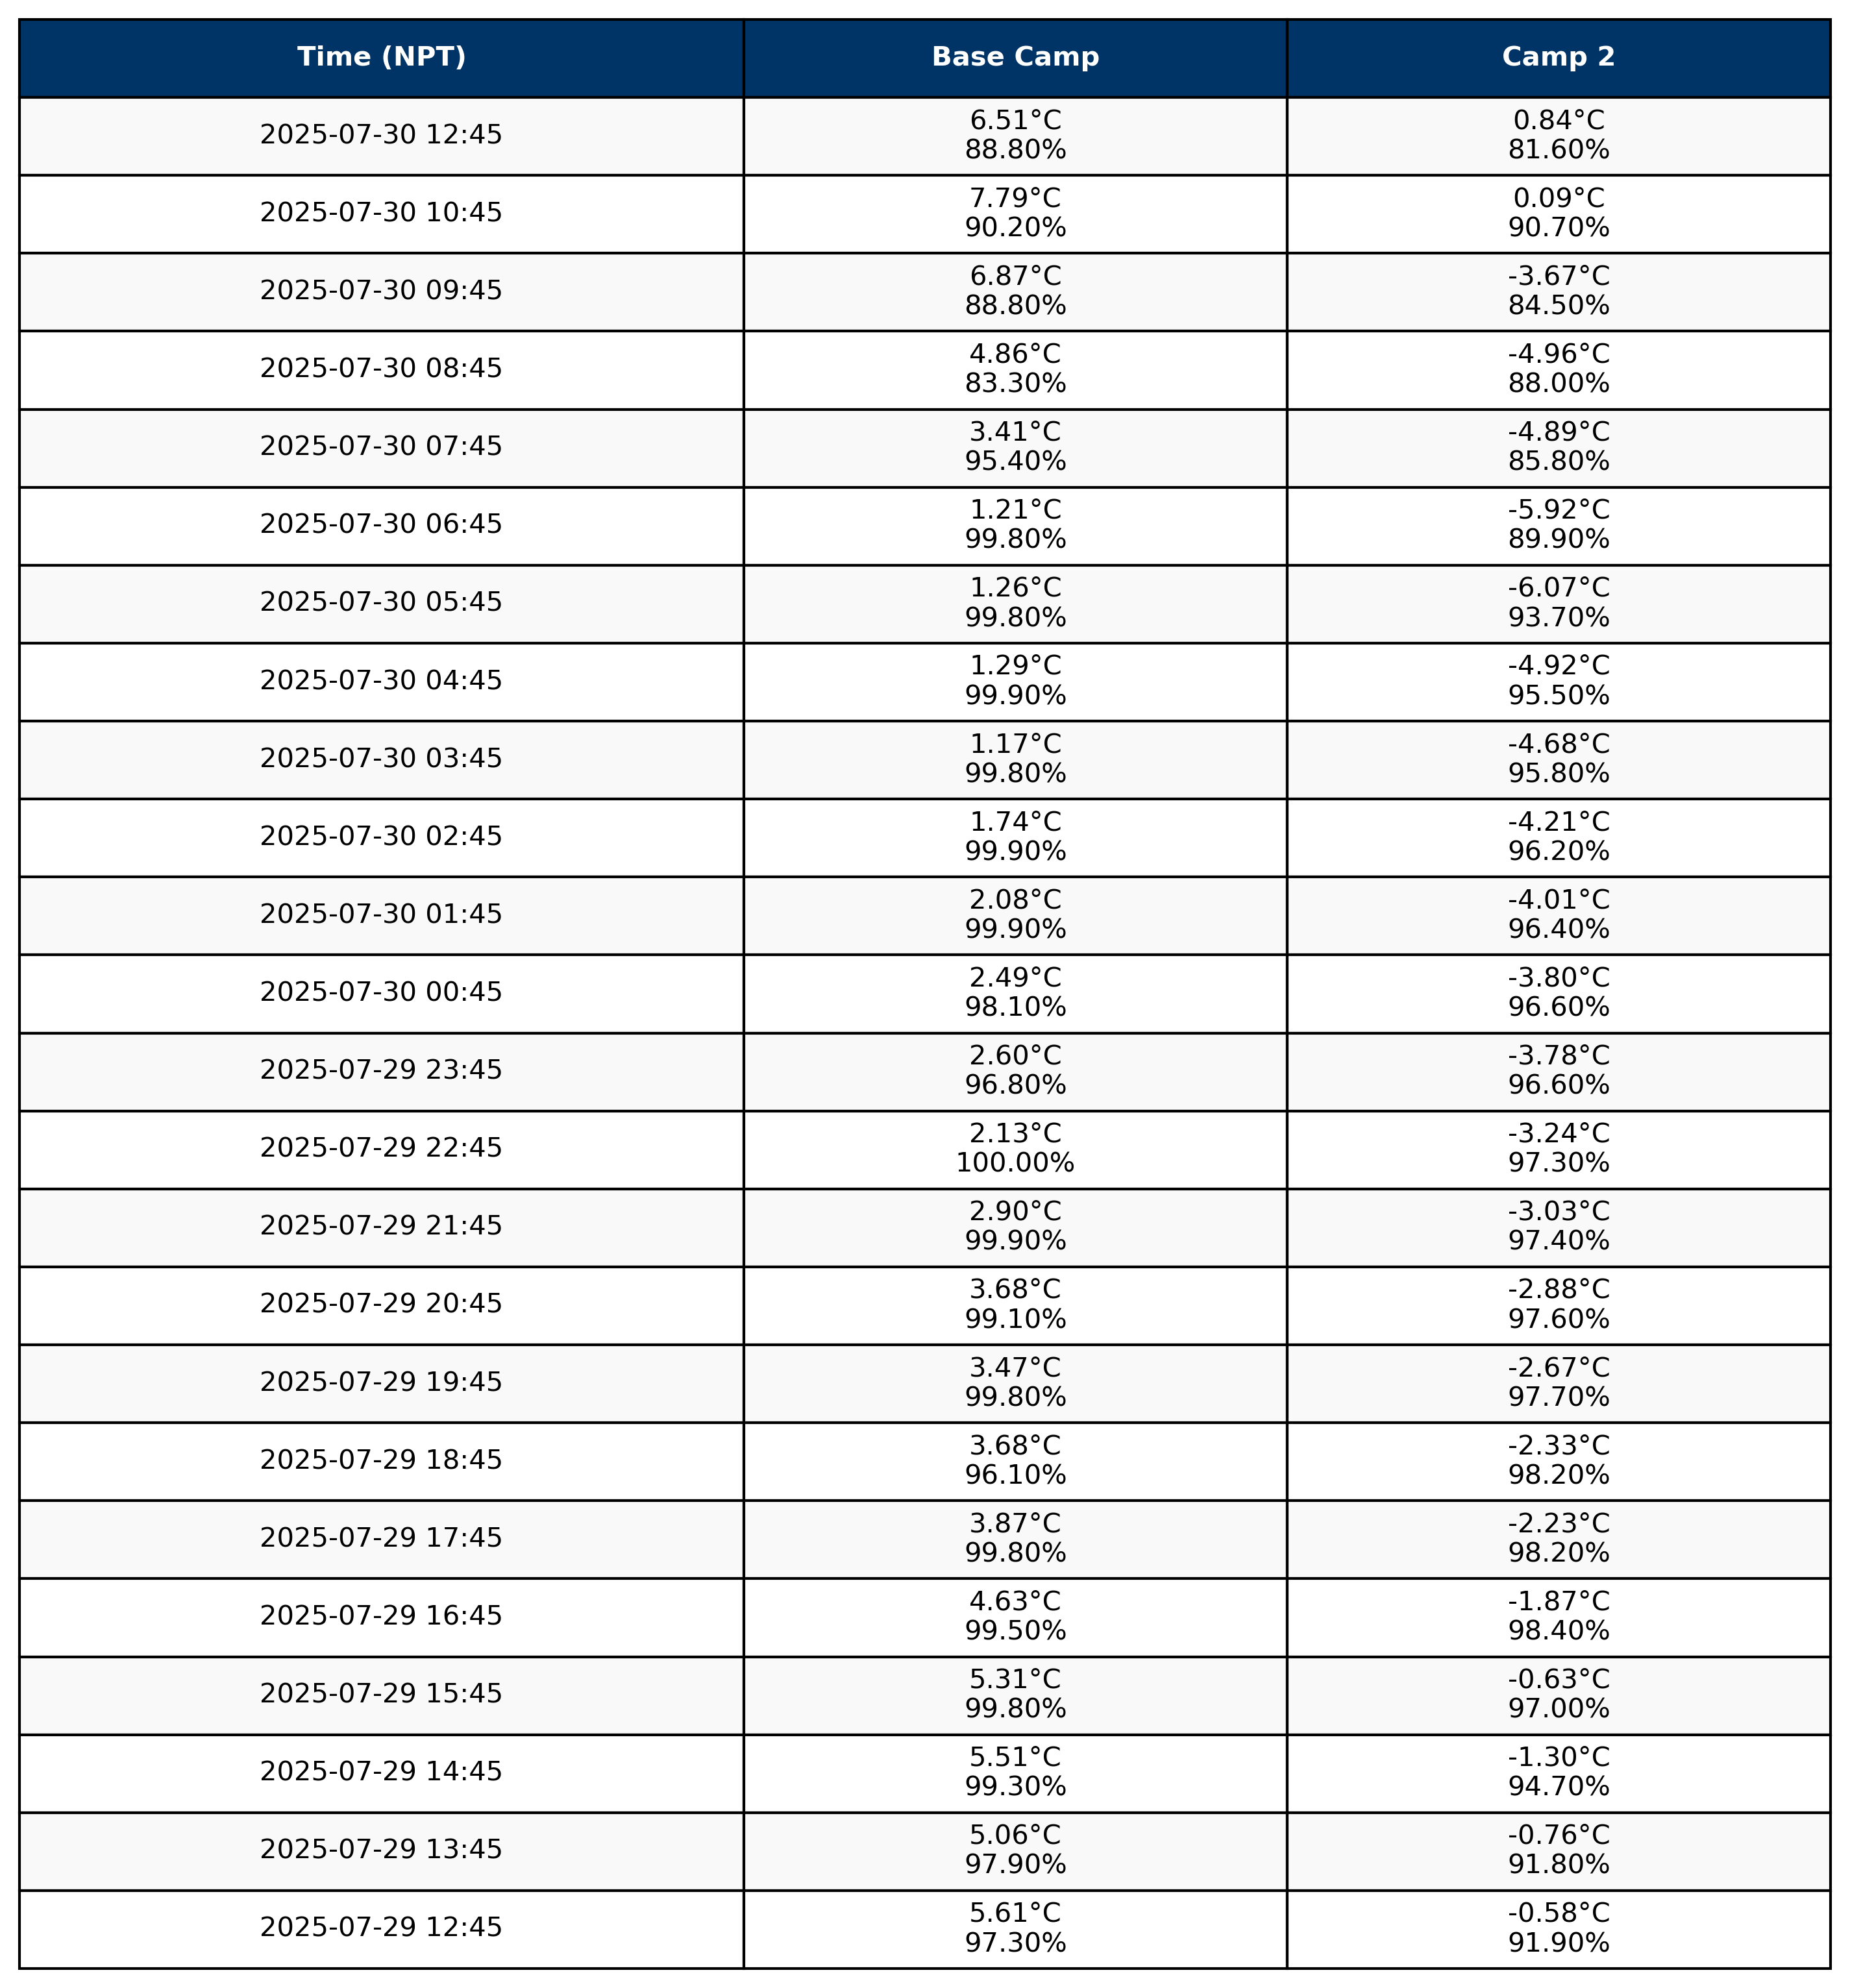 Time (NPT) Base Camp Camp 2
2025-07-30 12:45 6.51°C 0.84°C
88.80% 81.60%
2025-07-30 10:45 7.79°C 0.09°C
90.20% 90.70%
2025-07-30 09:45 6.87°C -3.67°C
88.80% 84.50%
2025-07-30 08:45 4.86°C -4.96°C
83.30% 88.00%
2025-07-30 07:45 3.41°C -4.89°C
95.40% 85.80%
2025-07-30 06:45 1.21°C -5.92°C
99.80% 89.90%
2025-07-30 05:45 1.26°C -6.07°C
99.80% 93.70%
2025-07-30 04:45 1.29°C -4.92°C
99.90% 95.50%
2025-07-30 03:45 1.17°C -4.68°C
99.80% 95.80%
2025-07-30 02:45 1.74°C -4.21°C
99.90% 96.20%
2025-07-30 01:45 2.08°C -4.01°C
99.90% 96.40%
2025-07-30 00:45 2.49°C -3.80°C
98.10% 96.60%
2025-07-29 23:45 2.60°C -3.78°C
96.80% 96.60%
2025-07-29 22:45 2.13°C -3.24°C
100.00% 97.30%
2025-07-29 21:45 2.90°C -3.03°C
99.90% 97.40%
2025-07-29 20:45 3.68°C -2.88°C
99.10% 97.60%
2025-07-29 19:45 3.47°C -2.67°C
99.80% 97.70%
2025-07-29 18:45 3.68°C -2.33°C
96.10% 98.20%
2025-07-29 17:45 3.87°C -2.23°C
99.80% 98.20%
2025-07-29 16:45 4.63°C -1.87°C
99.50% 98.40%
2025-07-29 15:45 5.31°C -0.63°C
99.80% 97.00%
2025-07-29 14:45 5.51°C -1.30°C
99.30% 94.70%
2025-07-29 13:45 5.06°C -0.76°C
97.90% 91.80%
2025-07-29 12:45 5.61°C -0.58°C
97.30% 91.90%